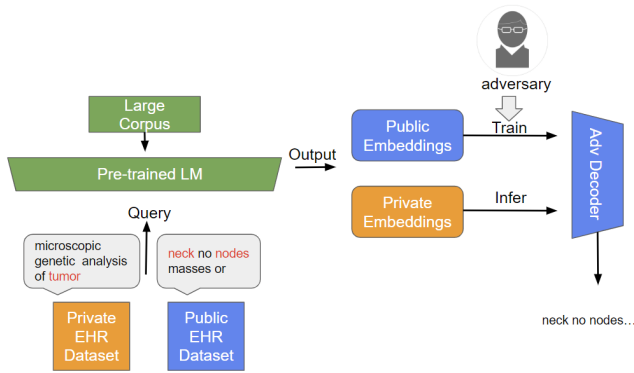 adversary
Large
Corpus
Pre-trained LM
Output
Public
Embeddings
Train
Private
Embeddings
Infer
Adv Decoder
Query
microscopic
genetic analysis
of tumor
neck no nodes
masses or
Private
EHR
Dataset
Public
EHR
Dataset
neck no nodes...